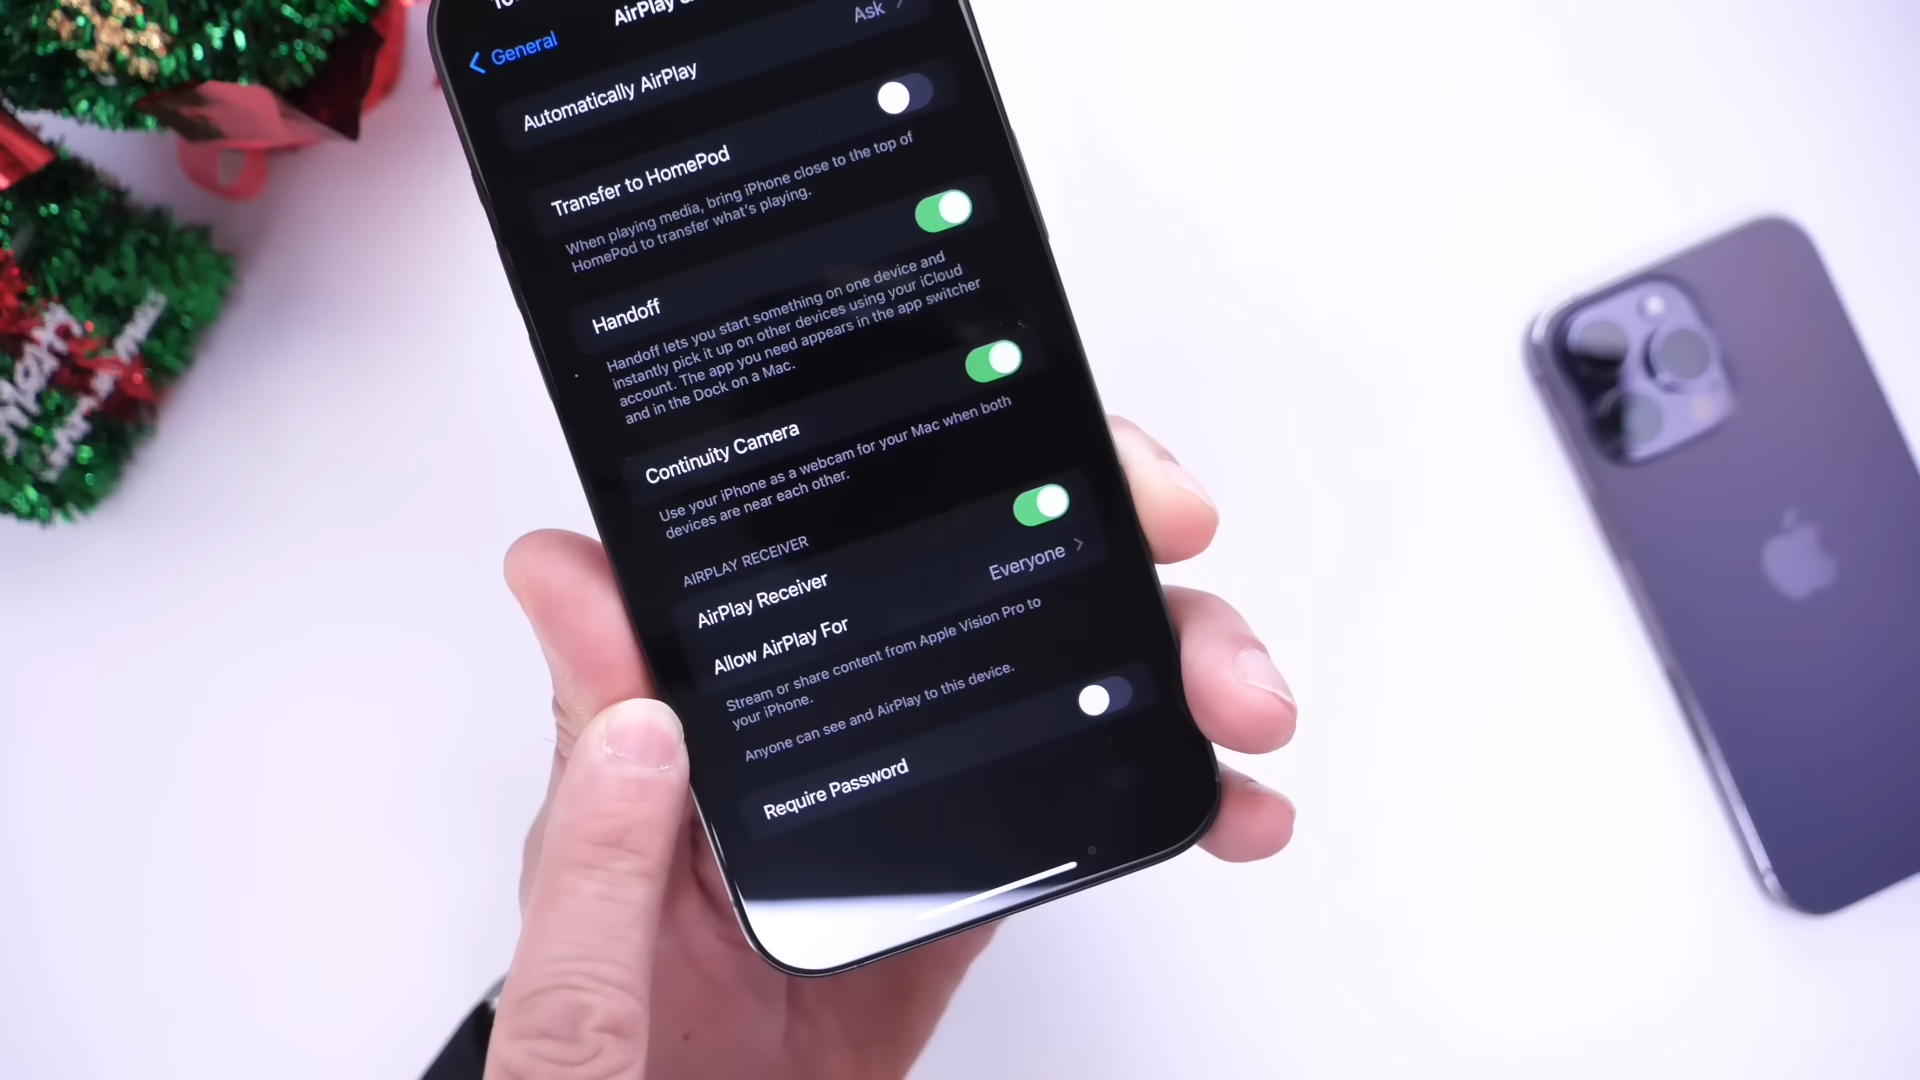 General
AirPlay
Automatically AirPlay
Ask
Transfer to HomePod
When playing media, bring iPhone close to the top of
HomePod to transfer what's playing.
Handoff
Handoff lets you start something on one device and
instantly pick it up on other devices using your iCloud
account. The app you need appears in the app switcher
and in the Dock on a Mac.
Continuity Camera
Use your iPhone as a webcam for your Mac when both
devices are near each other.
AIRPLAY RECEIVER
AirPlay Receiver
Allow AirPlay For
Everyone
Stream or share content from Apple Vision Pro to
your iPhone.
Anyone can see and AirPlay to this device.
Require Password